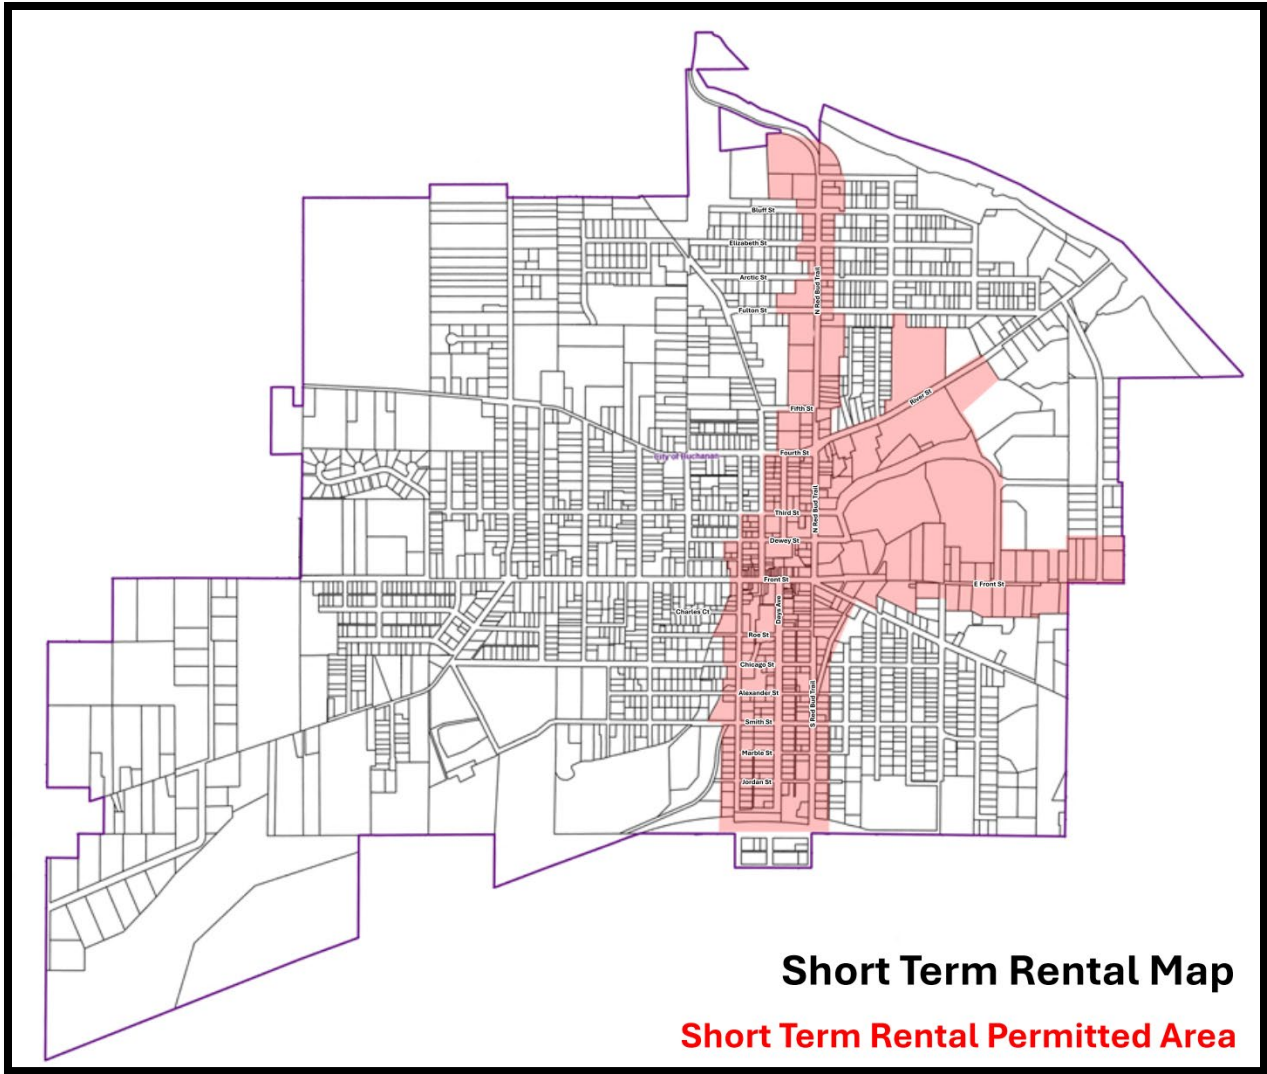 Bluff St
Elizabeth St
Arctic St
N Red Bud Trail
Fulton St
River St
Fifth St
Fourth St
City of Buchanan
N Red Bud Trail
Third St
Dewey St
Front St
E Front St
Days Ave
Charles Ct
Roe St
Chicago St
Alexander St
S Red Bud Trail
Smith St
Marble St
Jordan St
Short Term Rental Map
Short Term Rental Permitted Area